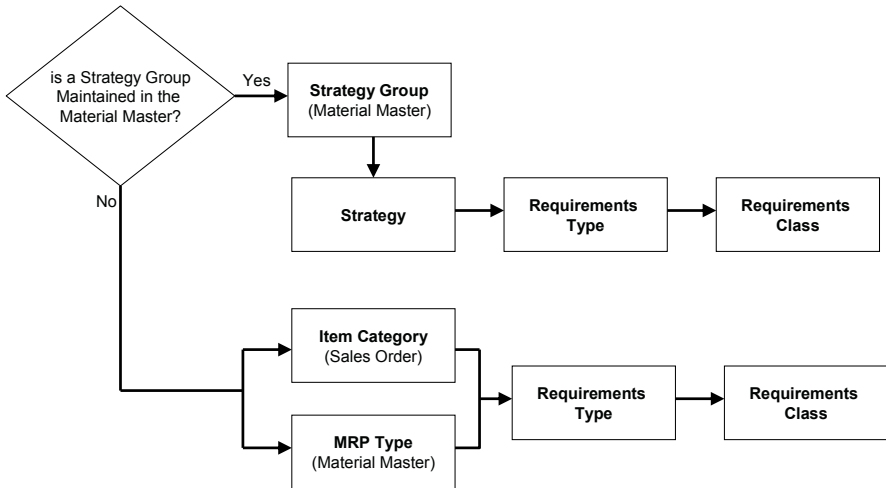 is a Strategy Group
Maintained in the
Material Master?
Yes
Strategy Group
(Material Master)
No
Strategy
Requirements
Type
Requirements
Class
Item Category
(Sales Order)
MRP Type
(Material Master)
Requirements
Type
Requirements
Class